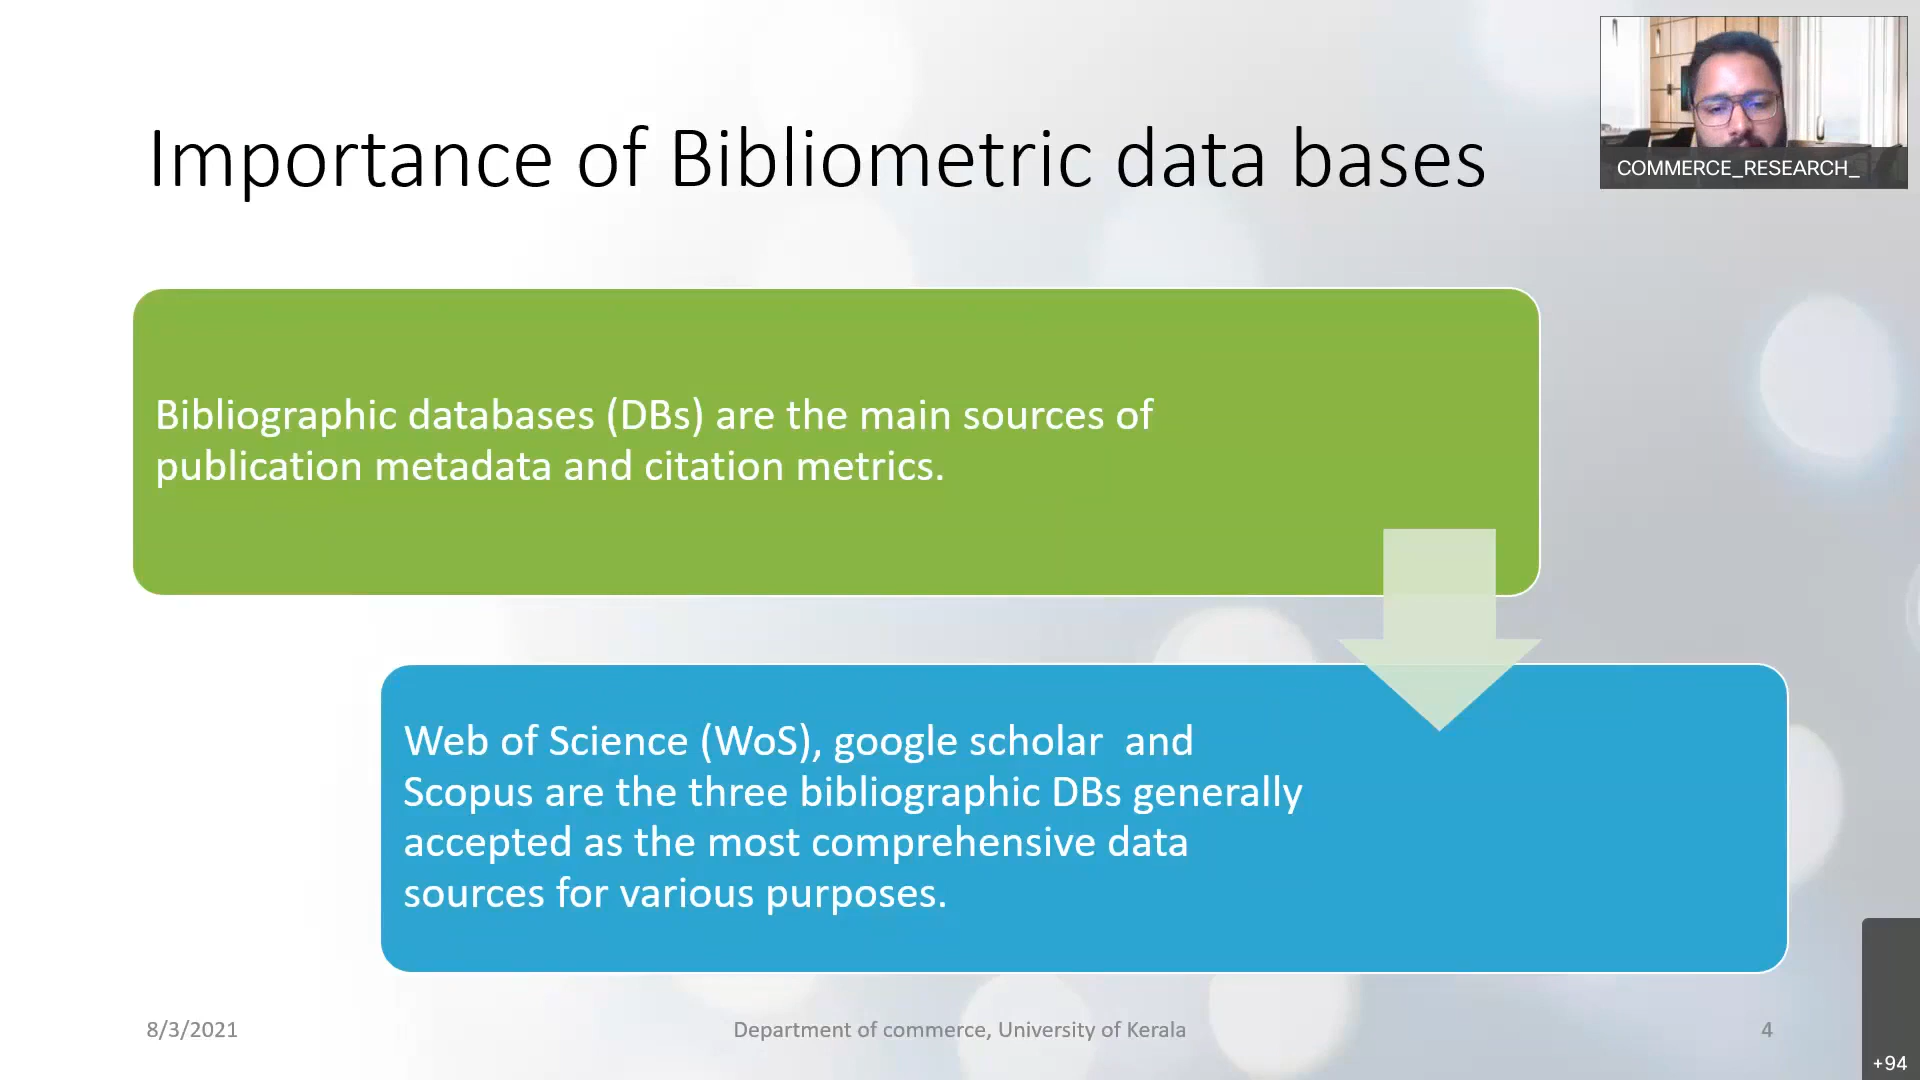 Importance of Bibliometric data bases
COMMERCE_RESEARCH_
Bibliographic databases (DBs) are the main sources of
publication metadata and citation metrics.
Web of Science (WoS), google scholar  and
Scopus are the three bibliographic DBs generally
accepted as the most comprehensive data
sources for various purposes.
8/3/2021
Department of commerce, University of Kerala
4
+94